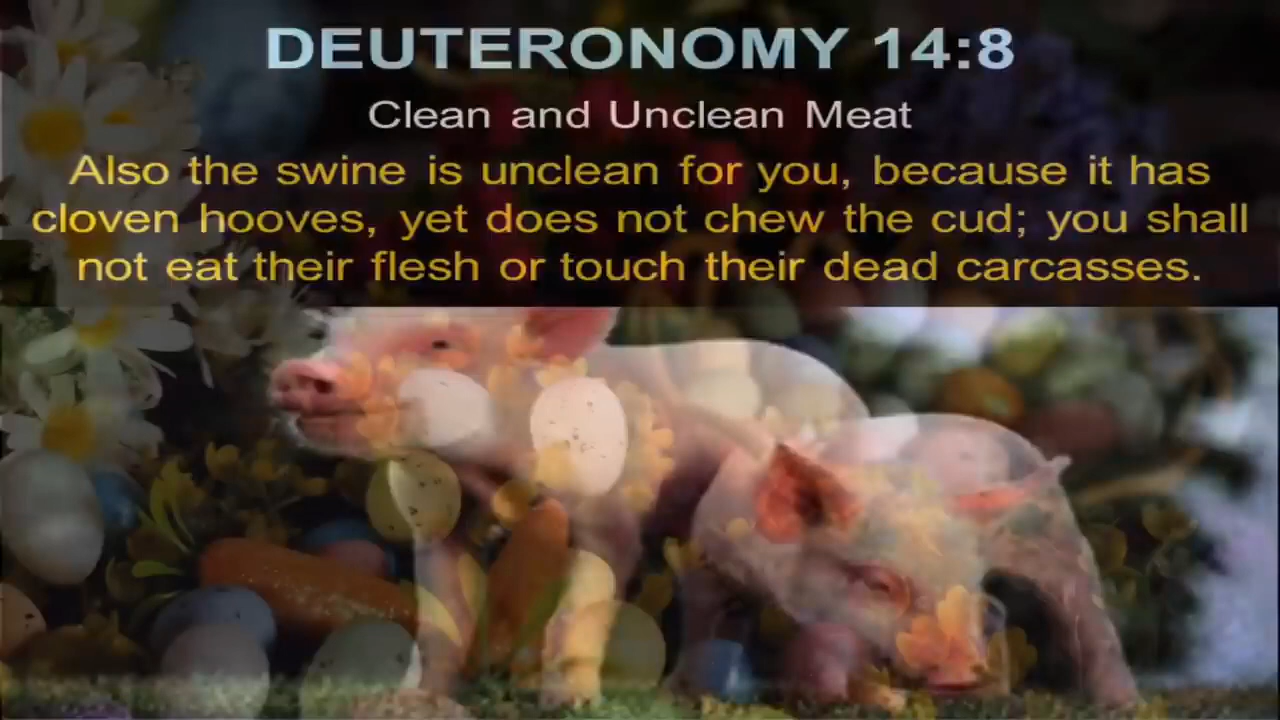 DEUTERONOMY 14:8
Clean and Unclean Meat
Also the swine is unclean for you, because it has
cloven hooves, yet does not chew the cud; you shall
not eat their flesh or touch their dead carcasses.